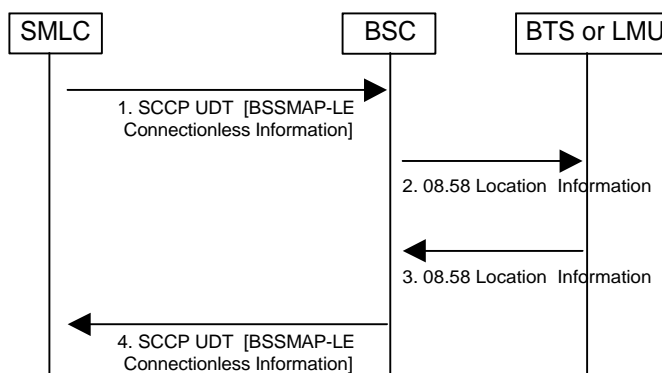 SMLC
BSC
BTS or LMU
1. SCCP UDT [BSSMAP-LE
Connectionless Information]
2. 08.58 Location Information
3. 08.58 Location Information
4. SCCP UDT [BSSMAP-LE
Connectionless Information]